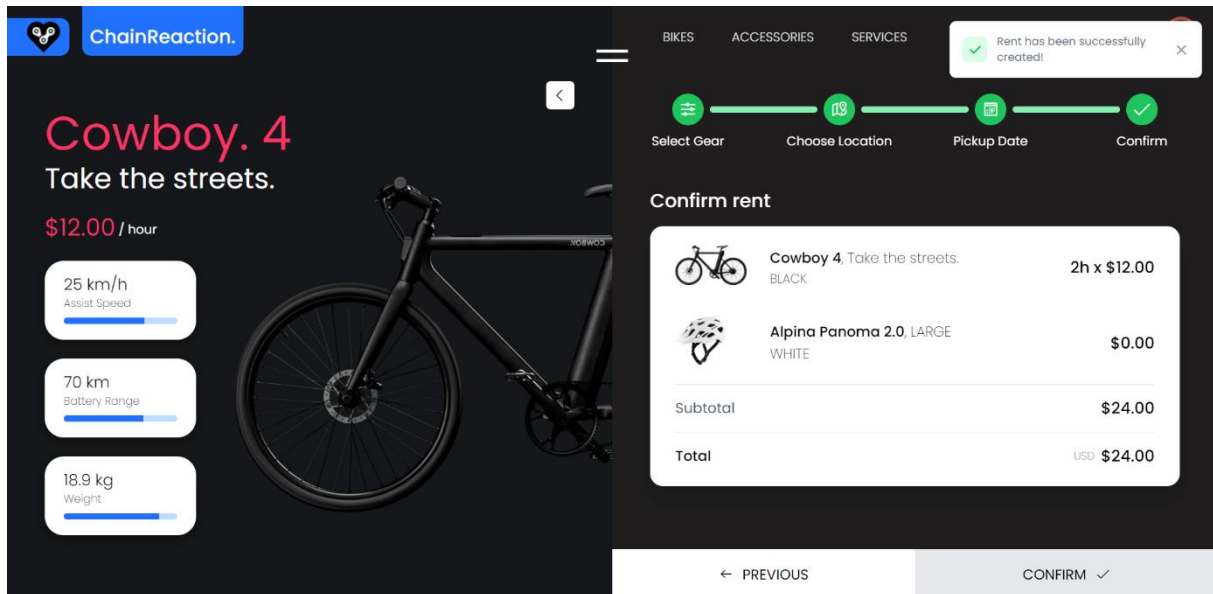 ChainReaction.
Cowboy. 4
Take the streets.
$12.00 / hour
25 km/h
Assist Speed
70 km
Battery Range
18.9 kg
Weight
COWBOY.
BIKES ACCESSORIES SERVICES
Rent has been successfully
created!
Select Gear Choose Location Pickup Date Confirm
Confirm rent
Cowboy 4, Take the streets.
BLACK
2h x $12.00
Alpina Panoma 2.0, LARGE
WHITE
$0.00
Subtotal $24.00
Total USD $24.00
← PREVIOUS
CONFIRM ✓